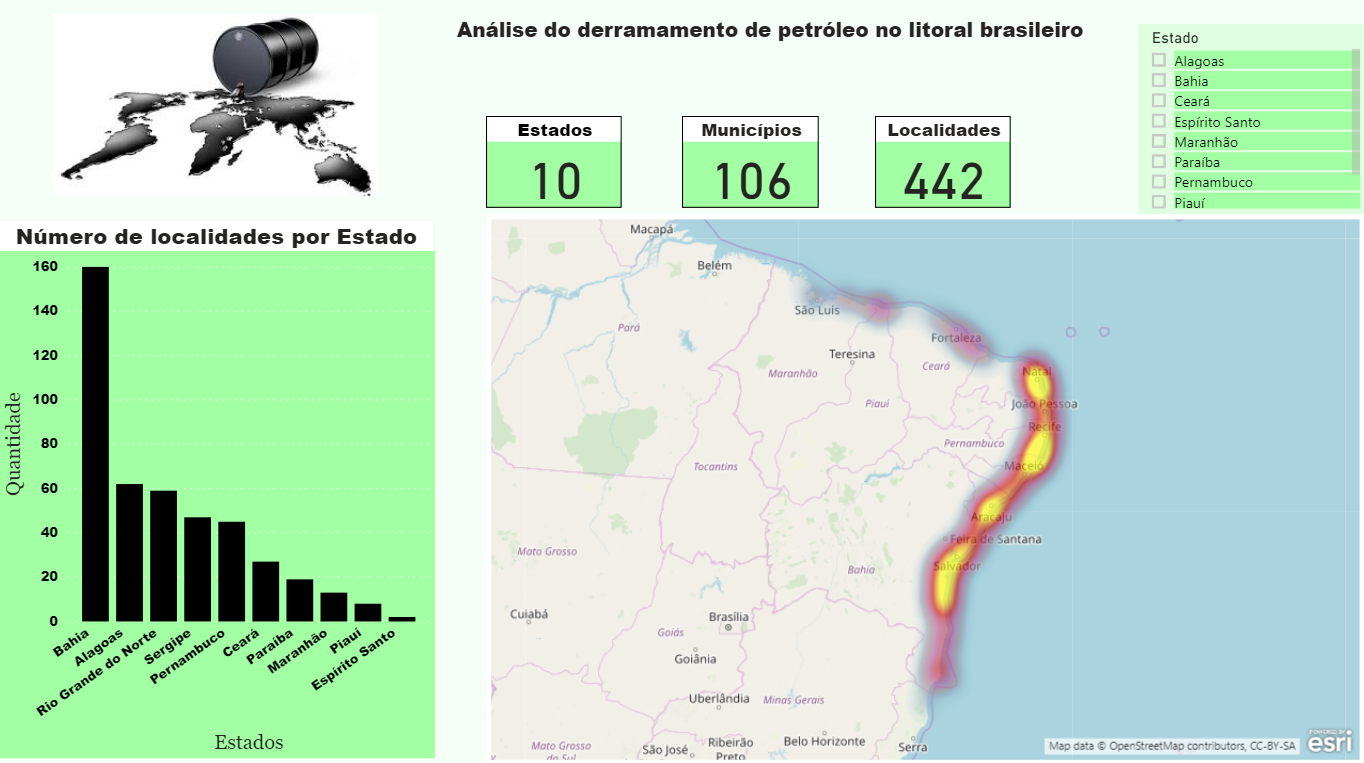 Análise do derramamento de petróleo no litoral brasileiro
Estado
Alagoas
Bahia
Ceará
Espírito Santo
Maranhão
Paraíba
Pernambuco
Piauí
Estados
10
Municípios
106
Localidades
442
Número de localidades por Estado
Quantidade
160
140
120
100
80
60
40
20
0
Bahia
Alagoas
Rio Grande do Norte
Sergipe
Pernambuco
Ceará
Paraíba
Maranhão
Piauí
Espírito Santo
Estados
Macapá
Belém
São Luís
Pará
Fortaleza
Teresina
Ceará
Maranhão
Natal
Piauí
João Pessoa
Recife
Pernambuco
Tocantins
Maceió
Aracaju
Feira de Santana
Mato Grosso
Salvador
Bahia
Cuiabá
Brasília
Goiás
Goiânia
Uberlândia
Minas Gerais
Mato Grosso
do Sul
São José
Ribeirão
Preto
Belo Horizonte
Serra
Map data © OpenStreetMap contributors, CC-BY-SA
POWERED BY
esri